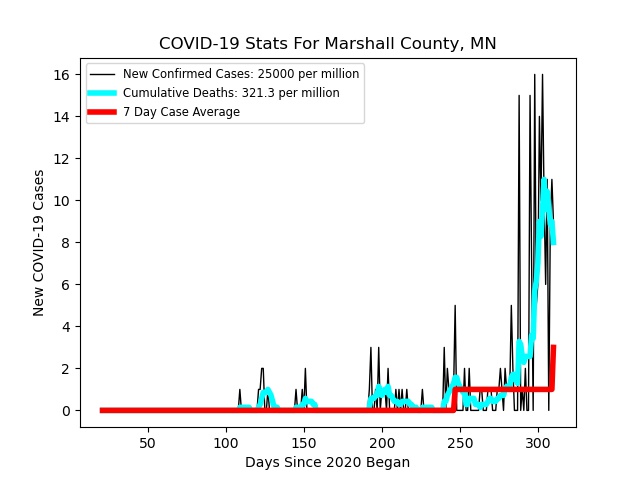 COVID-19 Stats For Marshall County, MN
New Confirmed Cases: 25000 per million
Cumulative Deaths: 321.3 per million
7 Day Case Average
New COVID-19 Cases
16
14
12
10
8
6
4
2
0
50 100 150 200 250 300
Days Since 2020 Began